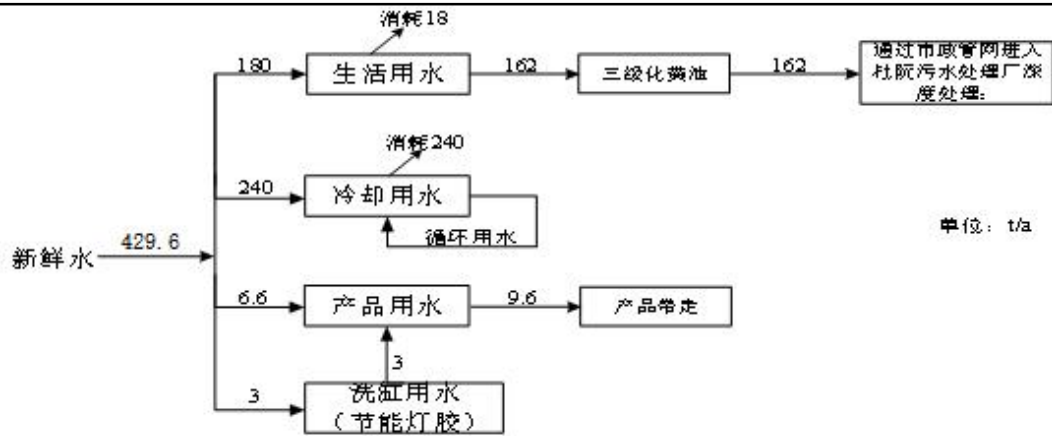 消耗18
180
生活用水
162
三级化粪池
162
通过市政管网进入
杜阮污水处理厂深
度处理；
消耗240
240
冷却用水
循环用水
单位：t/a
新鲜水
429.6
6.6
产品用水
9.6
产品带走
3
3
洗缸用水
（节能灯胶）